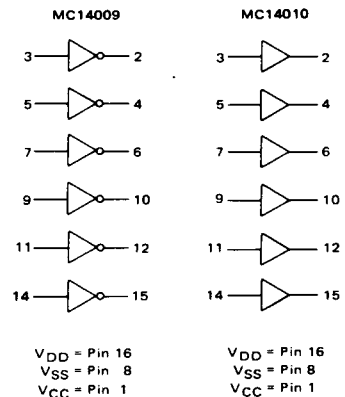 MC14009 MC14010
3 2 3 2
5 4 5 4
7 6 7 6
9 10 9 10
11 12 11 12
14 15 14 15
VDD = Pin 16 VDD = Pin 16
VSS = Pin 8 VSS = Pin 8
VCC = Pin 1 VCC = Pin 1